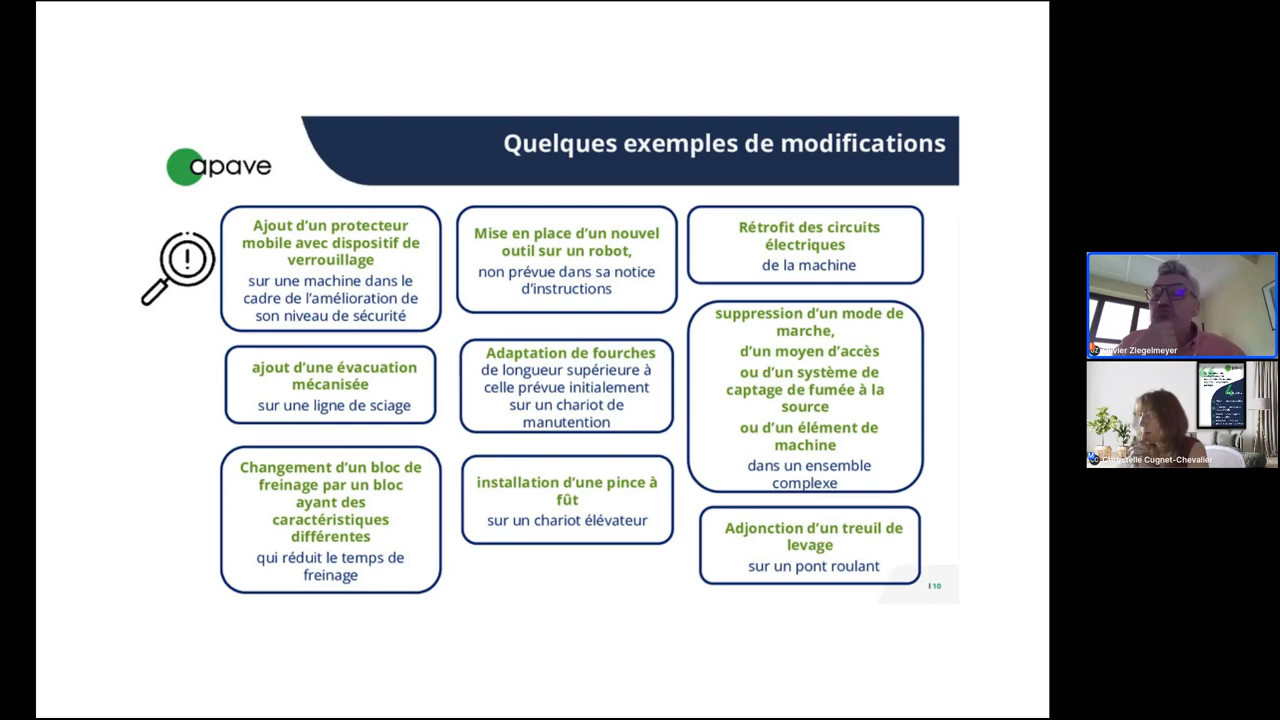 Quelques exemples de modifications
apave
Ajout d'un protecteur
mobile avec dispositif de
verrouillage
sur une machine dans le
cadre de l'amélioration de
son niveau de sécurité
ajout d'une évacuation
mécanisée
sur une ligne de sciage
Changement d'un bloc de
freinage par un bloc
ayant des
caractéristiques
différentes
qui réduit le temps de
freinage
Mise en place d'un nouvel
outil sur un robot,
non prévue dans sa notice
d'instructions
Adaptation de fourches
de longueur supérieure à
celle prévue initialement
sur un chariot de
manutention
installation d'une pince à
fût
sur un chariot élévateur
Rétrofit des circuits
électriques
de la machine
suppression d'un mode de
marche,
d'un moyen d'accès
ou d'un système de
captage de fumée à la
source
ou d'un élément de
machine
dans un ensemble
complexe
Adjonction d'un treuil de
levage
sur un pont roulant
10
Ziegelmeyer
Cugnet-Chevalier